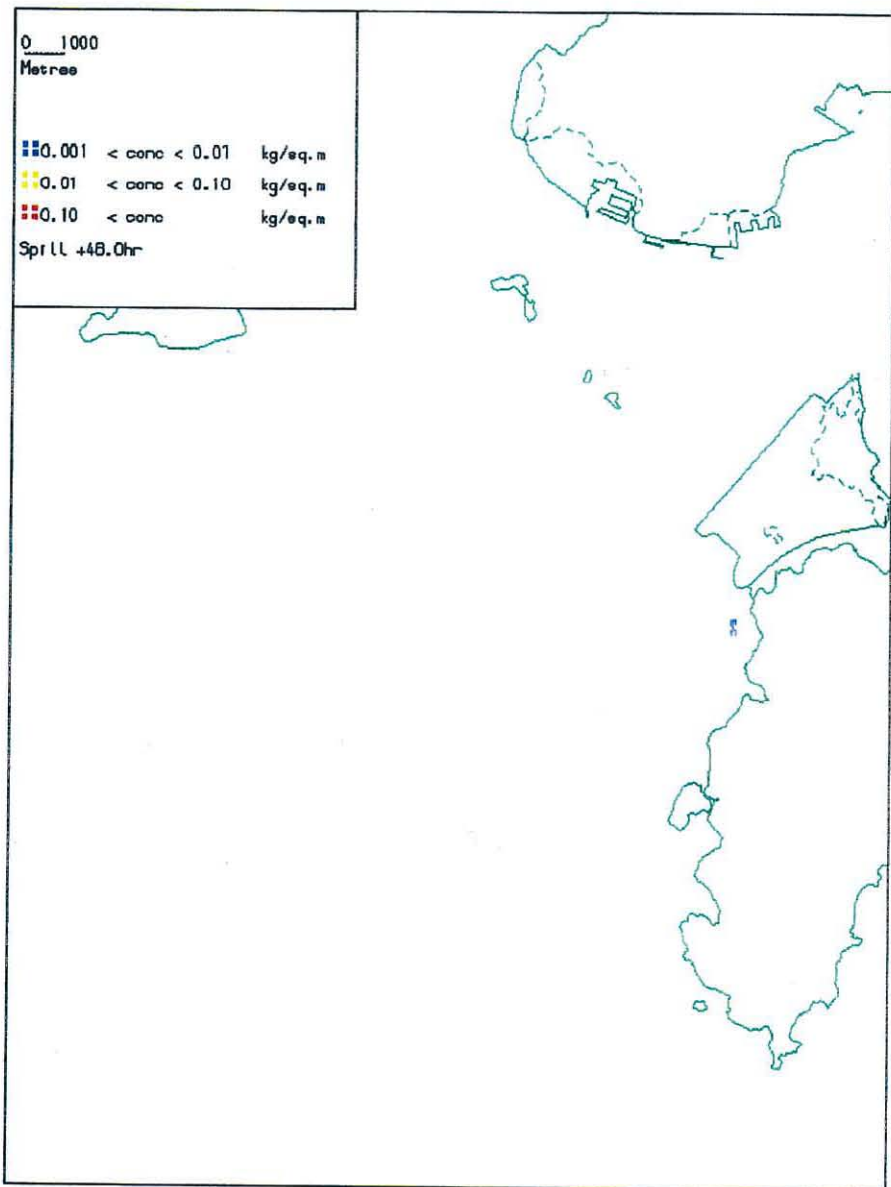 0 1000
Metres
0.001 < conc < 0.01 kg/sq.m
0.01 < conc < 0.10 kg/sq.m
0.10 < conc kg/sq.m
Spill +48.0hr